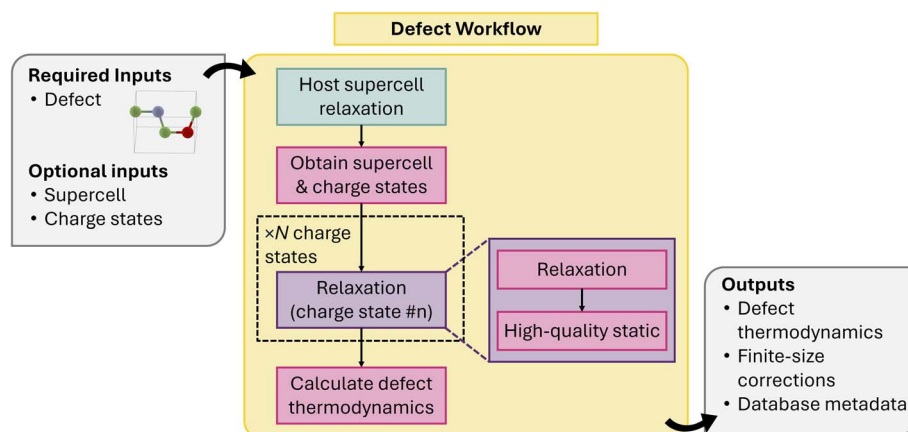 Defect Workflow
Required Inputs
• Defect
Optional inputs
• Supercell
• Charge states
Host supercell
relaxation
Obtain supercell
& charge states
×N charge
states
Relaxation
(charge state #n)
Calculate defect
thermodynamics
Relaxation
High-quality static
Outputs
• Defect
thermodynamics
• Finite-size
corrections
• Database metadata